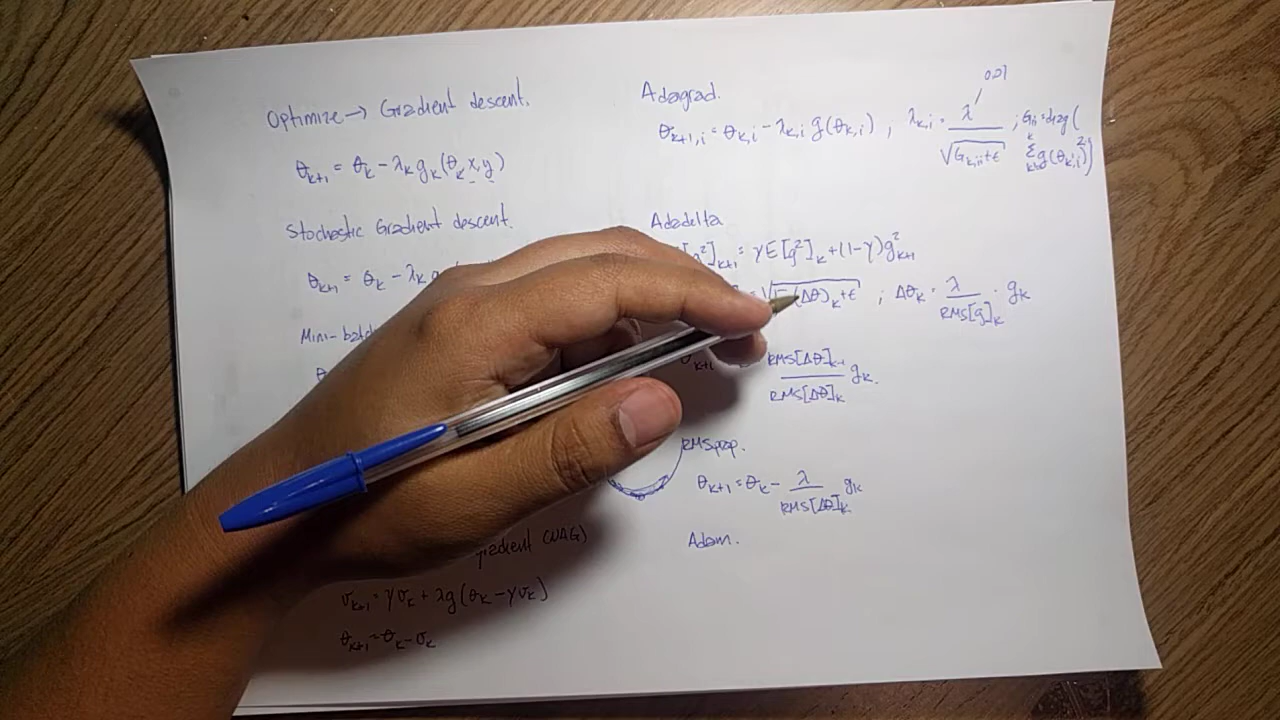 Optimize → Gradient descent.
θₖ₊₁ = θₖ − λₖ gₖ(θₖ x, y)
Stochastic Gradient descent.
θₖ₊₁ = θₖ − λₖ
Mini-batch
gradient (NAG)
vₖ₊₁ = γvₖ + λg(θₖ − γvₖ)
θₖ₊₁ = θₖ − vₖ
Adagrad.
0.01
θₖ₊₁,ᵢ = θₖ,ᵢ − λₖ,ᵢ g(θₖ,ᵢ) ; λₖ,ᵢ = λ / √(Gₖ,ᵢᵢ + ε) ; Gᵢᵢ = diag(Σ g(θₖ,ᵢ)²)
Adadelta
[g²]ₖ₊₁ = γE[g²]ₖ + (1−γ)g²ₖ₊₁
= √((Δθ)ₖ + ε) ; Δθₖ = λ / RMS[g]ₖ · gₖ
RMS[Δθ]ₖ₋₁ / RMS[Δθ]ₖ gₖ.
RMSprop.
θₖ₊₁ = θₖ − λ / RMS[Δθ]ₖ gₖ
Adam.